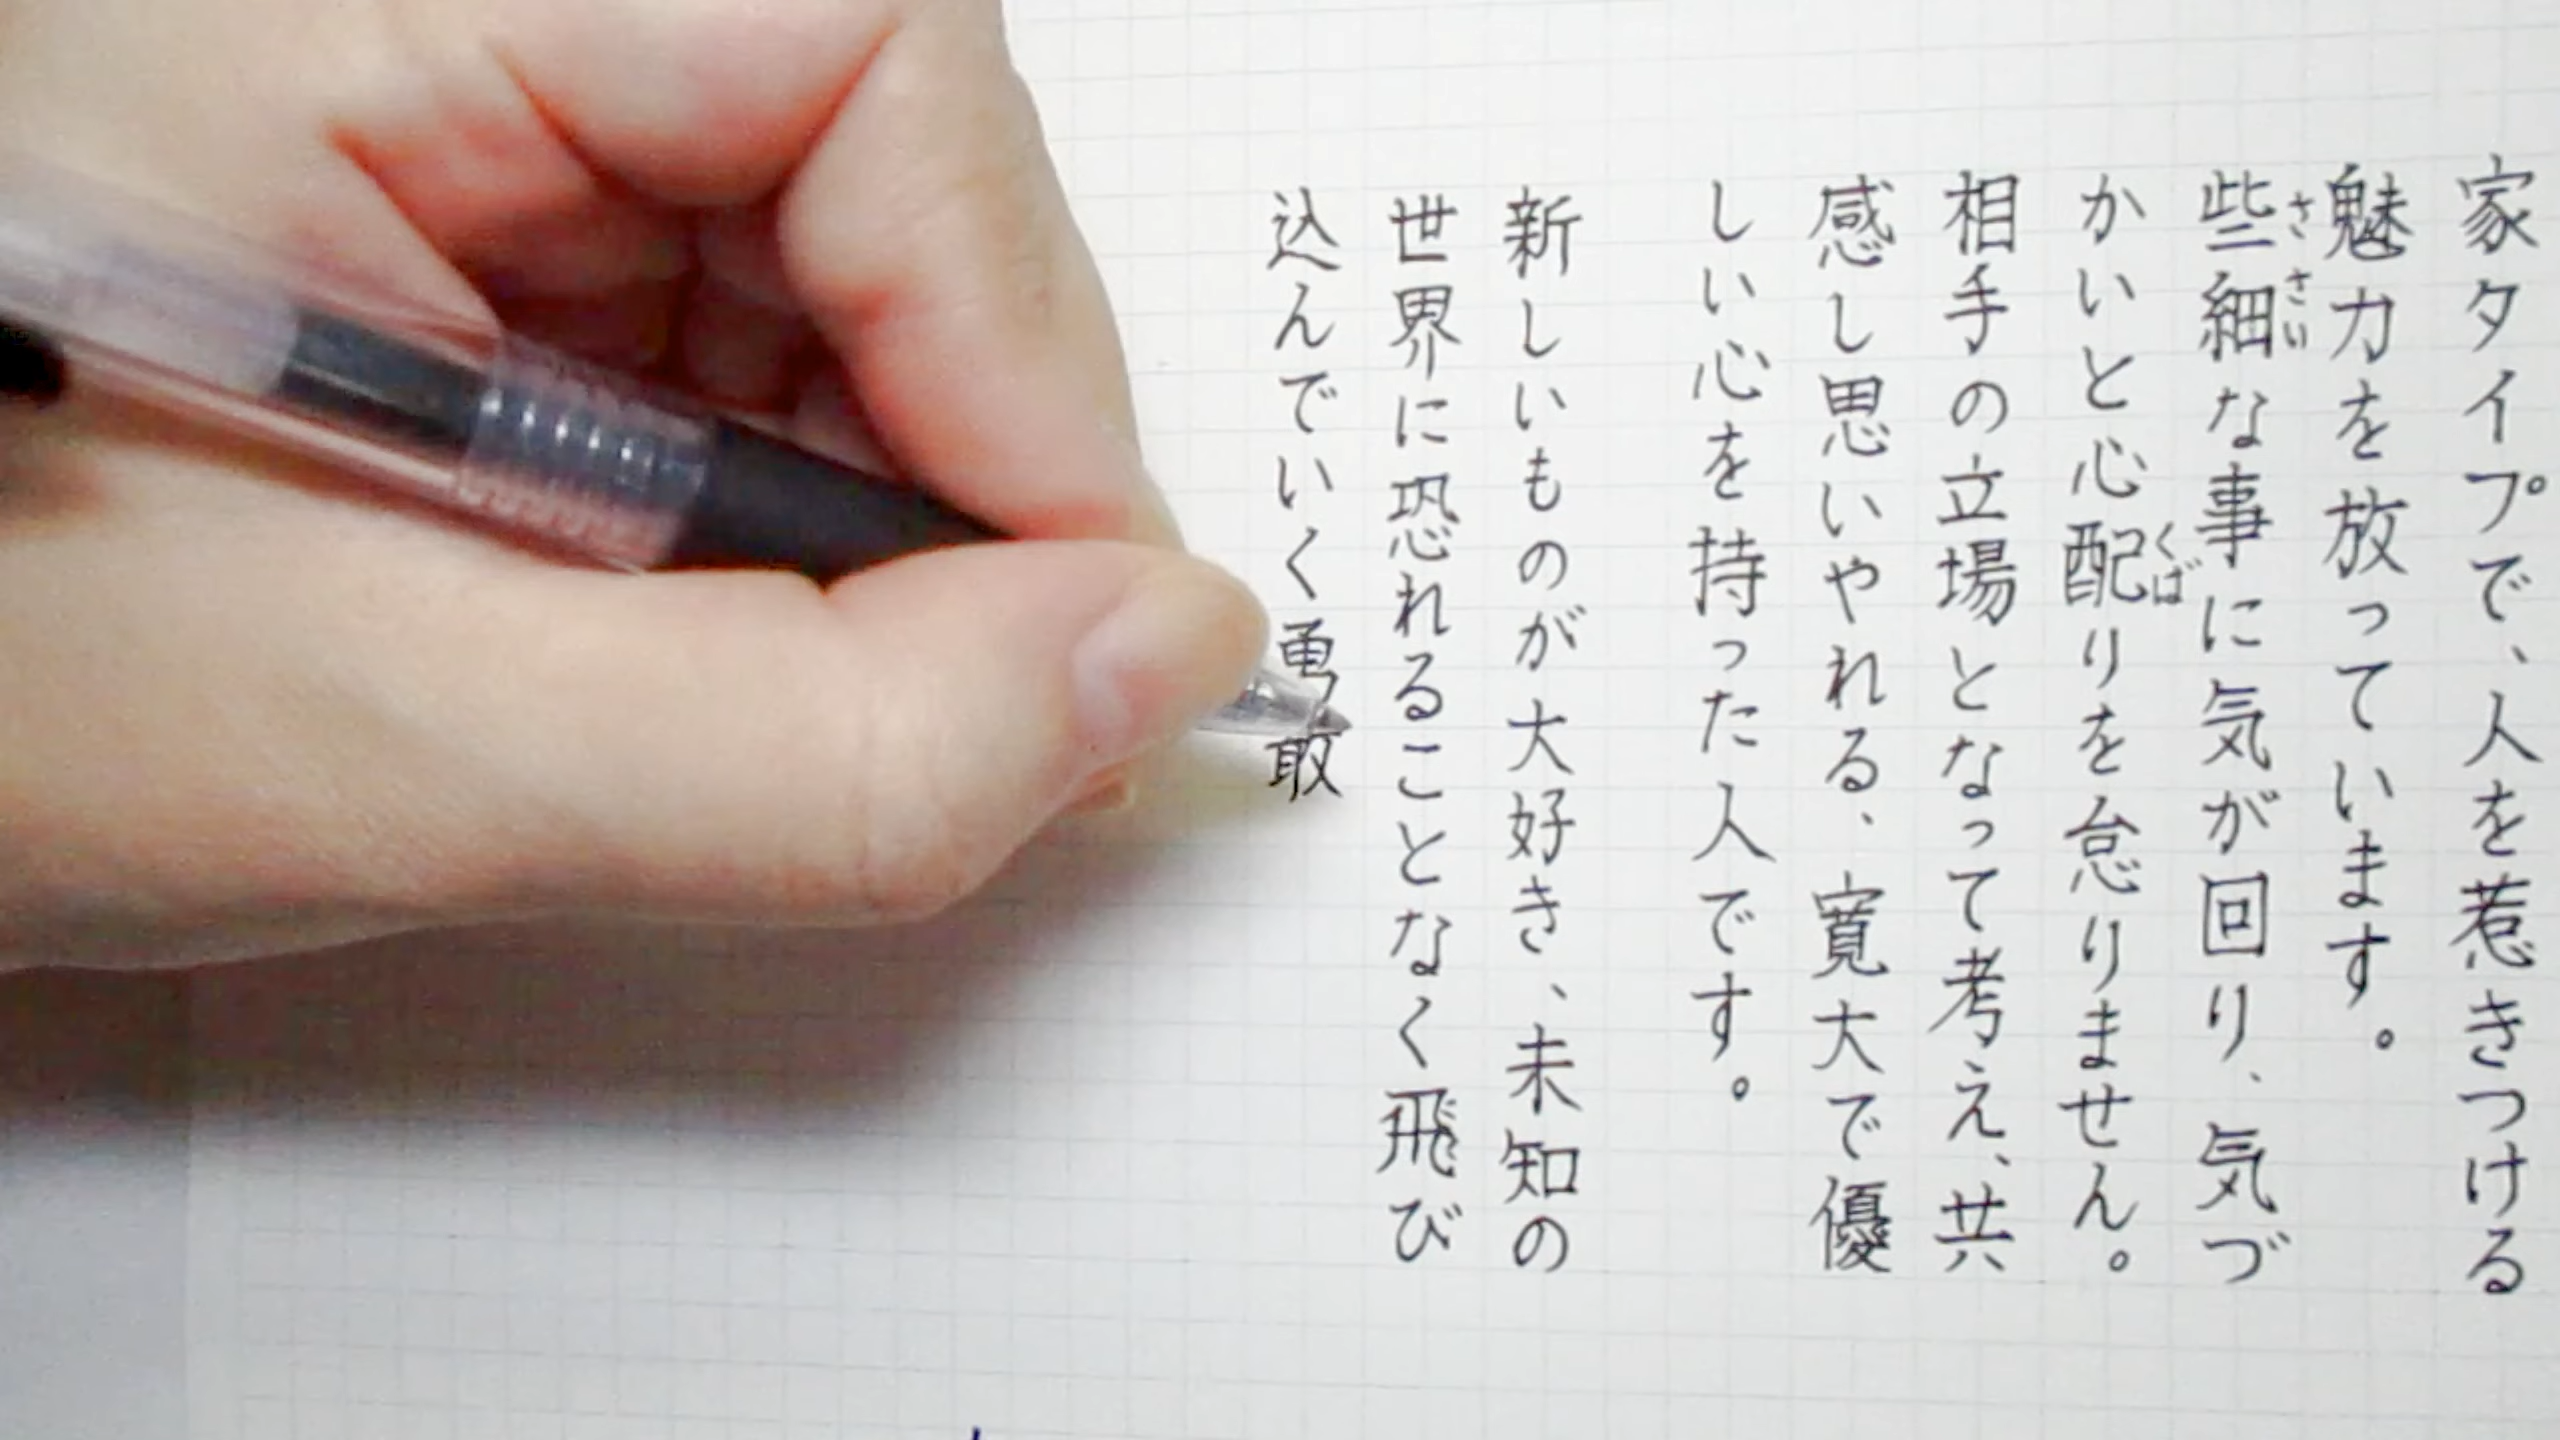 家タイプで、人を惹きつける
魅力を放っています。
些細な事に気が回り、気づ
ささい
かいと心配りを怠りません。
くば
相手の立場となって考え、共
感し思いやれる、寛大で優
しい心を持った人です。
新しいものが大好き、未知の
世界に恐れることなく飛び
込んでいく勇敢